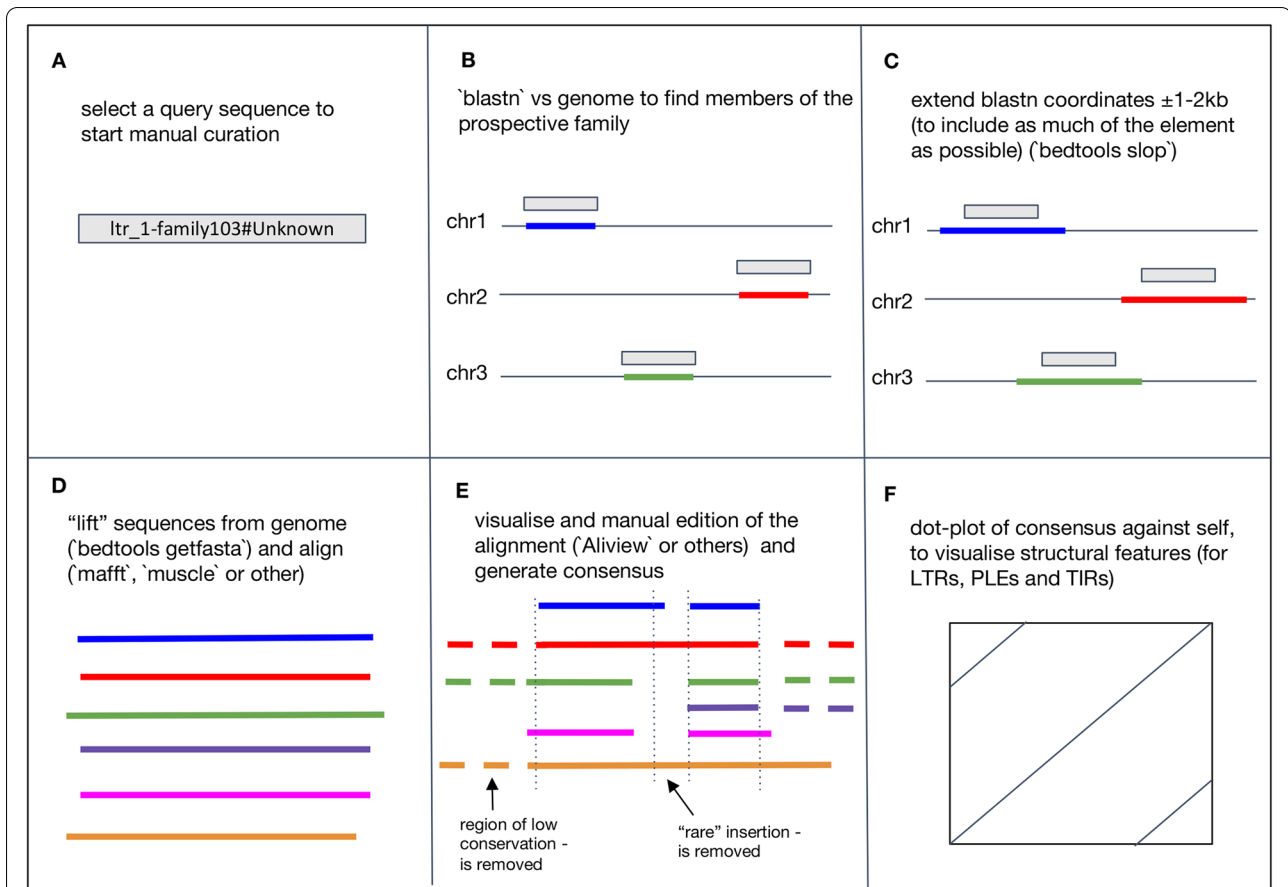 A
select a query sequence to
start manual curation
ltr_1-family103#Unknown
B
`blastn` vs genome to find members of the
prospective family
chr1
chr2
chr3
C
extend blastn coordinates ±1-2kb
(to include as much of the element
as possible) (`bedtools slop`)
chr1
chr2
chr3
D
“lift” sequences from genome
(`bedtools getfasta`) and align
(`mafft`, `muscle` or other)
E
visualise and manual edition of the
alignment (`Aliview` or others)  and
generate consensus
region of low
conservation -
is removed
“rare” insertion -
is removed
F
dot-plot of consensus against self,
to visualise structural features (for
LTRs, PLEs and TIRs)